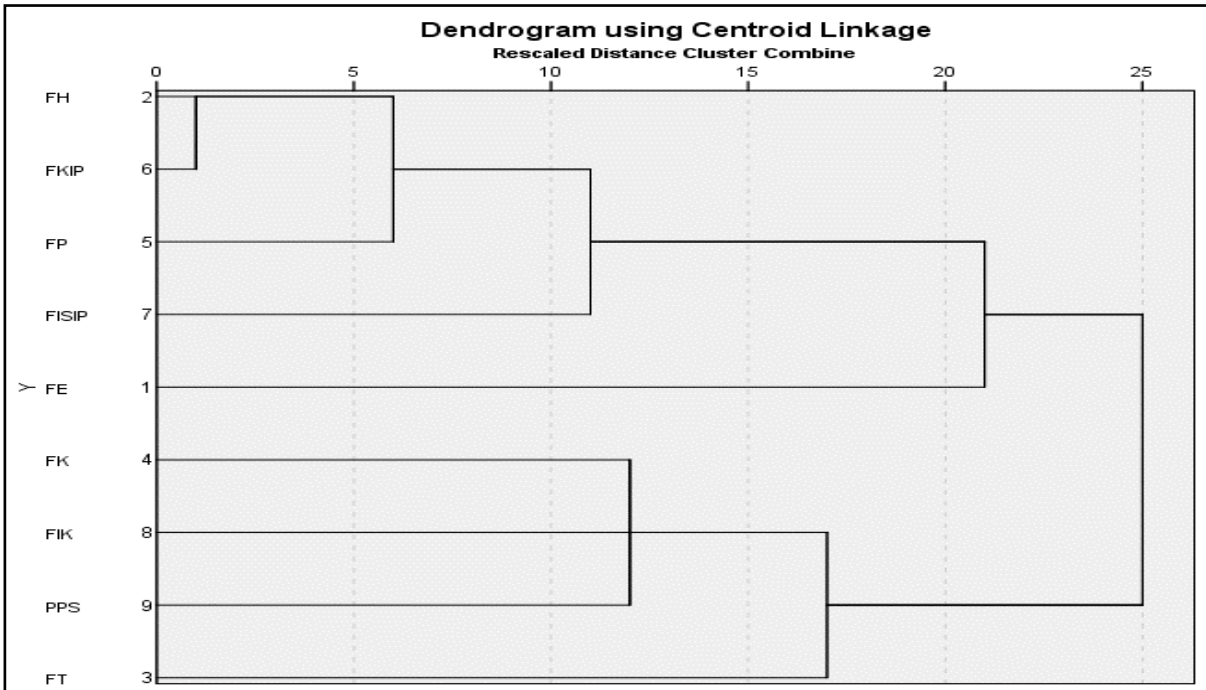 Dendrogram using Centroid Linkage
Rescaled Distance Cluster Combine
0 5 10 15 20 25
FH 2
FKIP 6
FP 5
FISIP 7
Y
FE 1
FK 4
FIK 8
PPS 9
FT 3